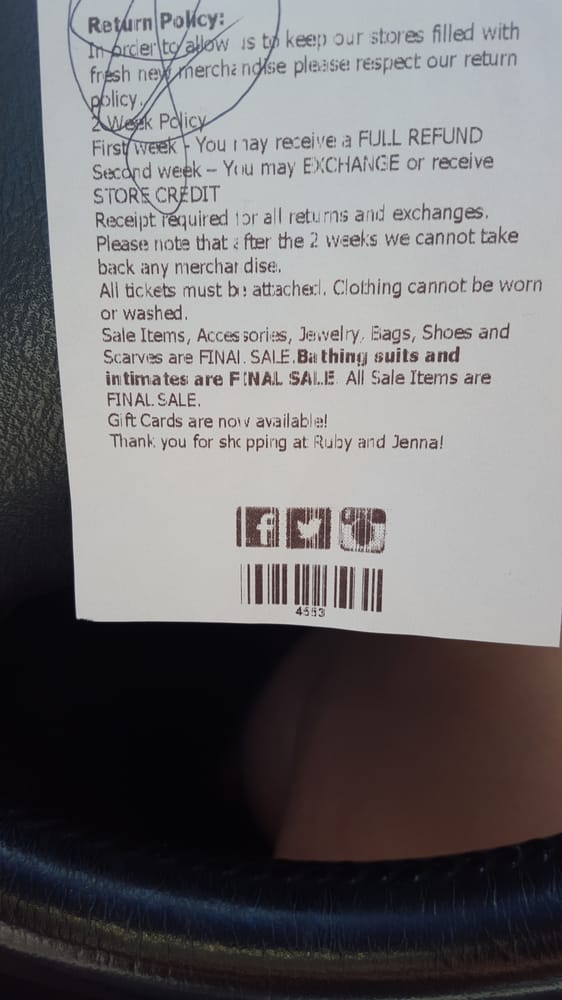 Return Policy:
In order to allow us to keep our stores filled with
fresh new merchandise please respect our return
policy.
2 Week Policy
First week - You may receive a FULL REFUND
Second week – You may EXCHANGE or receive
STORE CREDIT
Receipt required for all returns and exchanges.
Please note that after the 2 weeks we cannot take
back any merchandise.
All tickets must be attached. Clothing cannot be worn
or washed.
Sale Items, Accessories, Jewelry, Bags, Shoes and
Scarves are FINAL SALE.Bathing suits and
intimates are FINAL SALE. All Sale Items are
FINAL SALE.
Gift Cards are now available!
Thank you for shopping at Ruby and Jenna!
4553